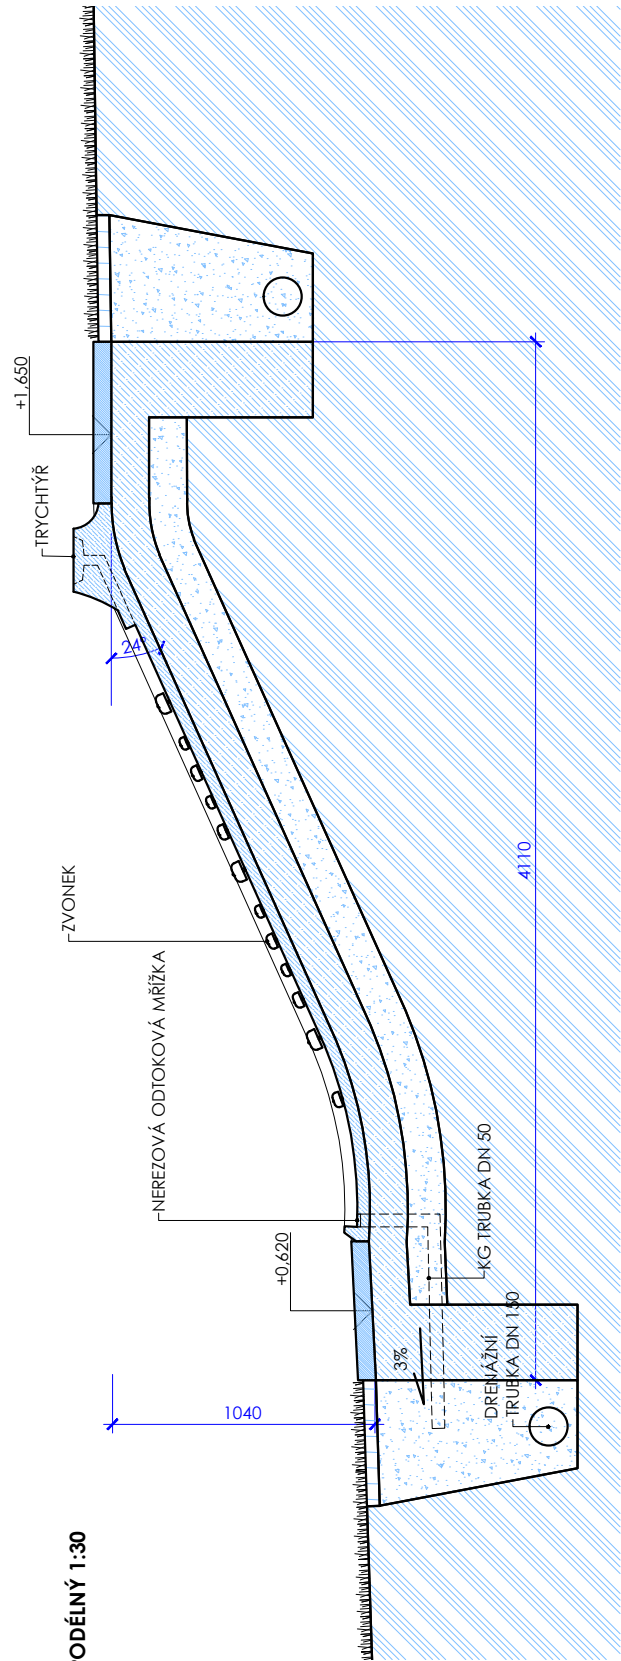 ODÉLNÝ 1:30
1040
+0,620
3%
DRENÁŽNÍ
TRUBKA DN 150
KG TRUBKA DN 50
NEREZOVÁ ODTOKOVÁ MŘÍŽKA
ZVONEK
4110
24°
TRYCHTÝŘ
+1,650